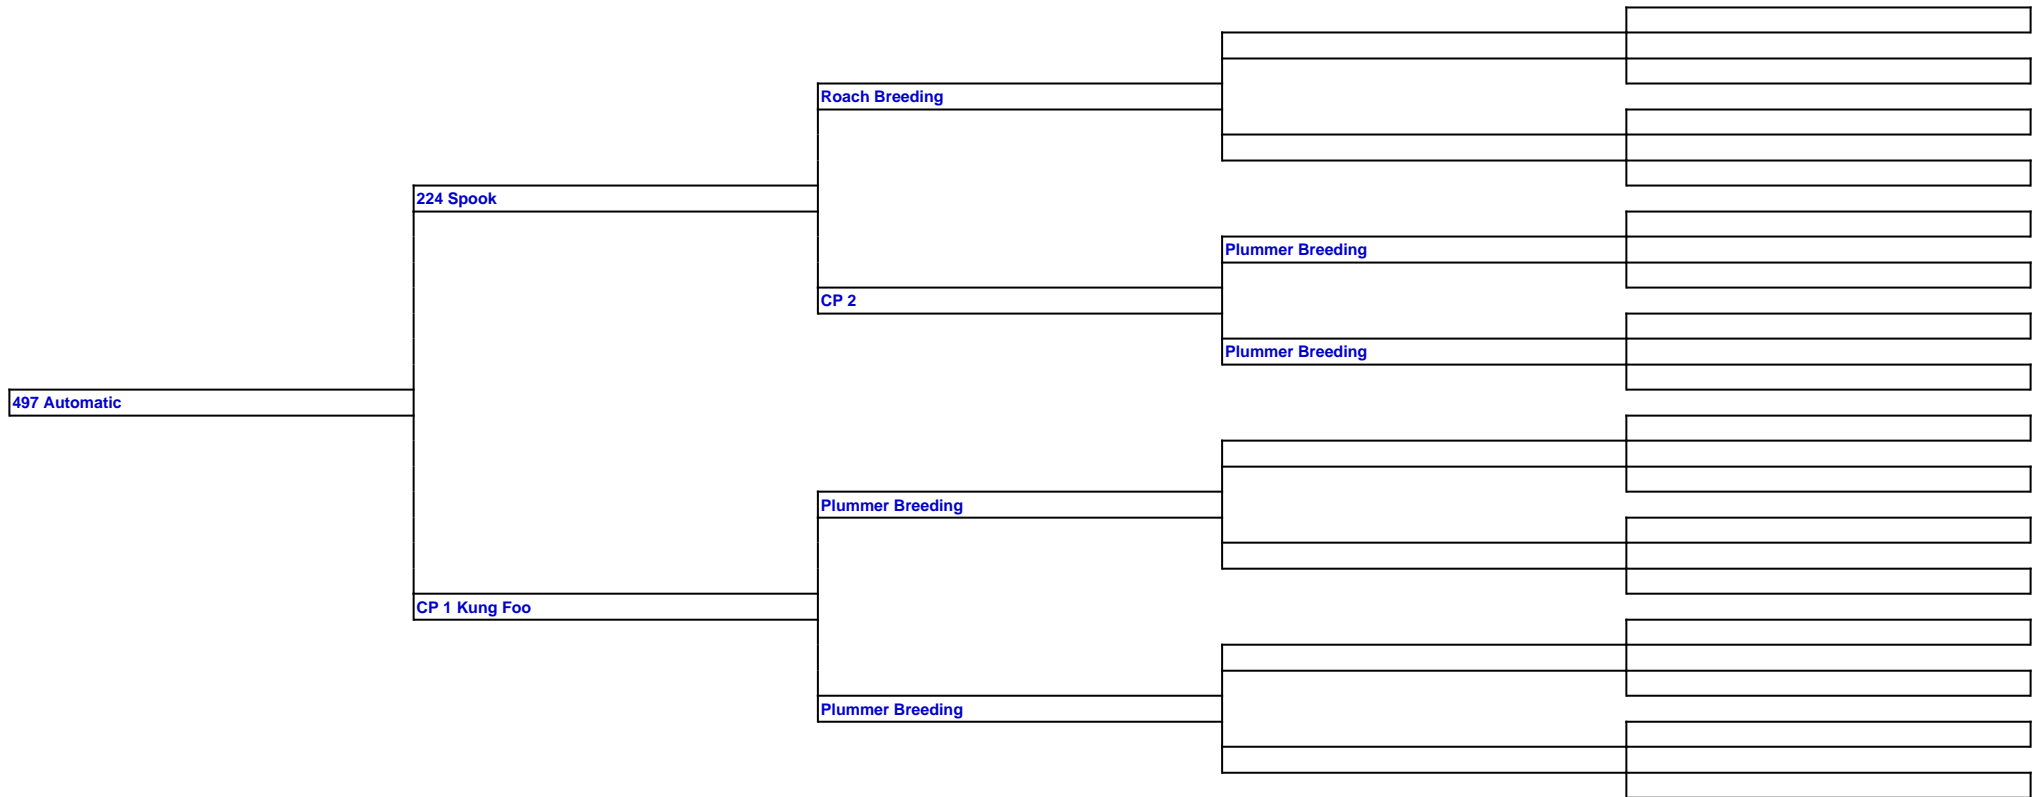 Roach Breeding
224 Spook
Plummer Breeding
CP 2
Plummer Breeding
497 Automatic
Plummer Breeding
CP 1 Kung Foo
Plummer Breeding